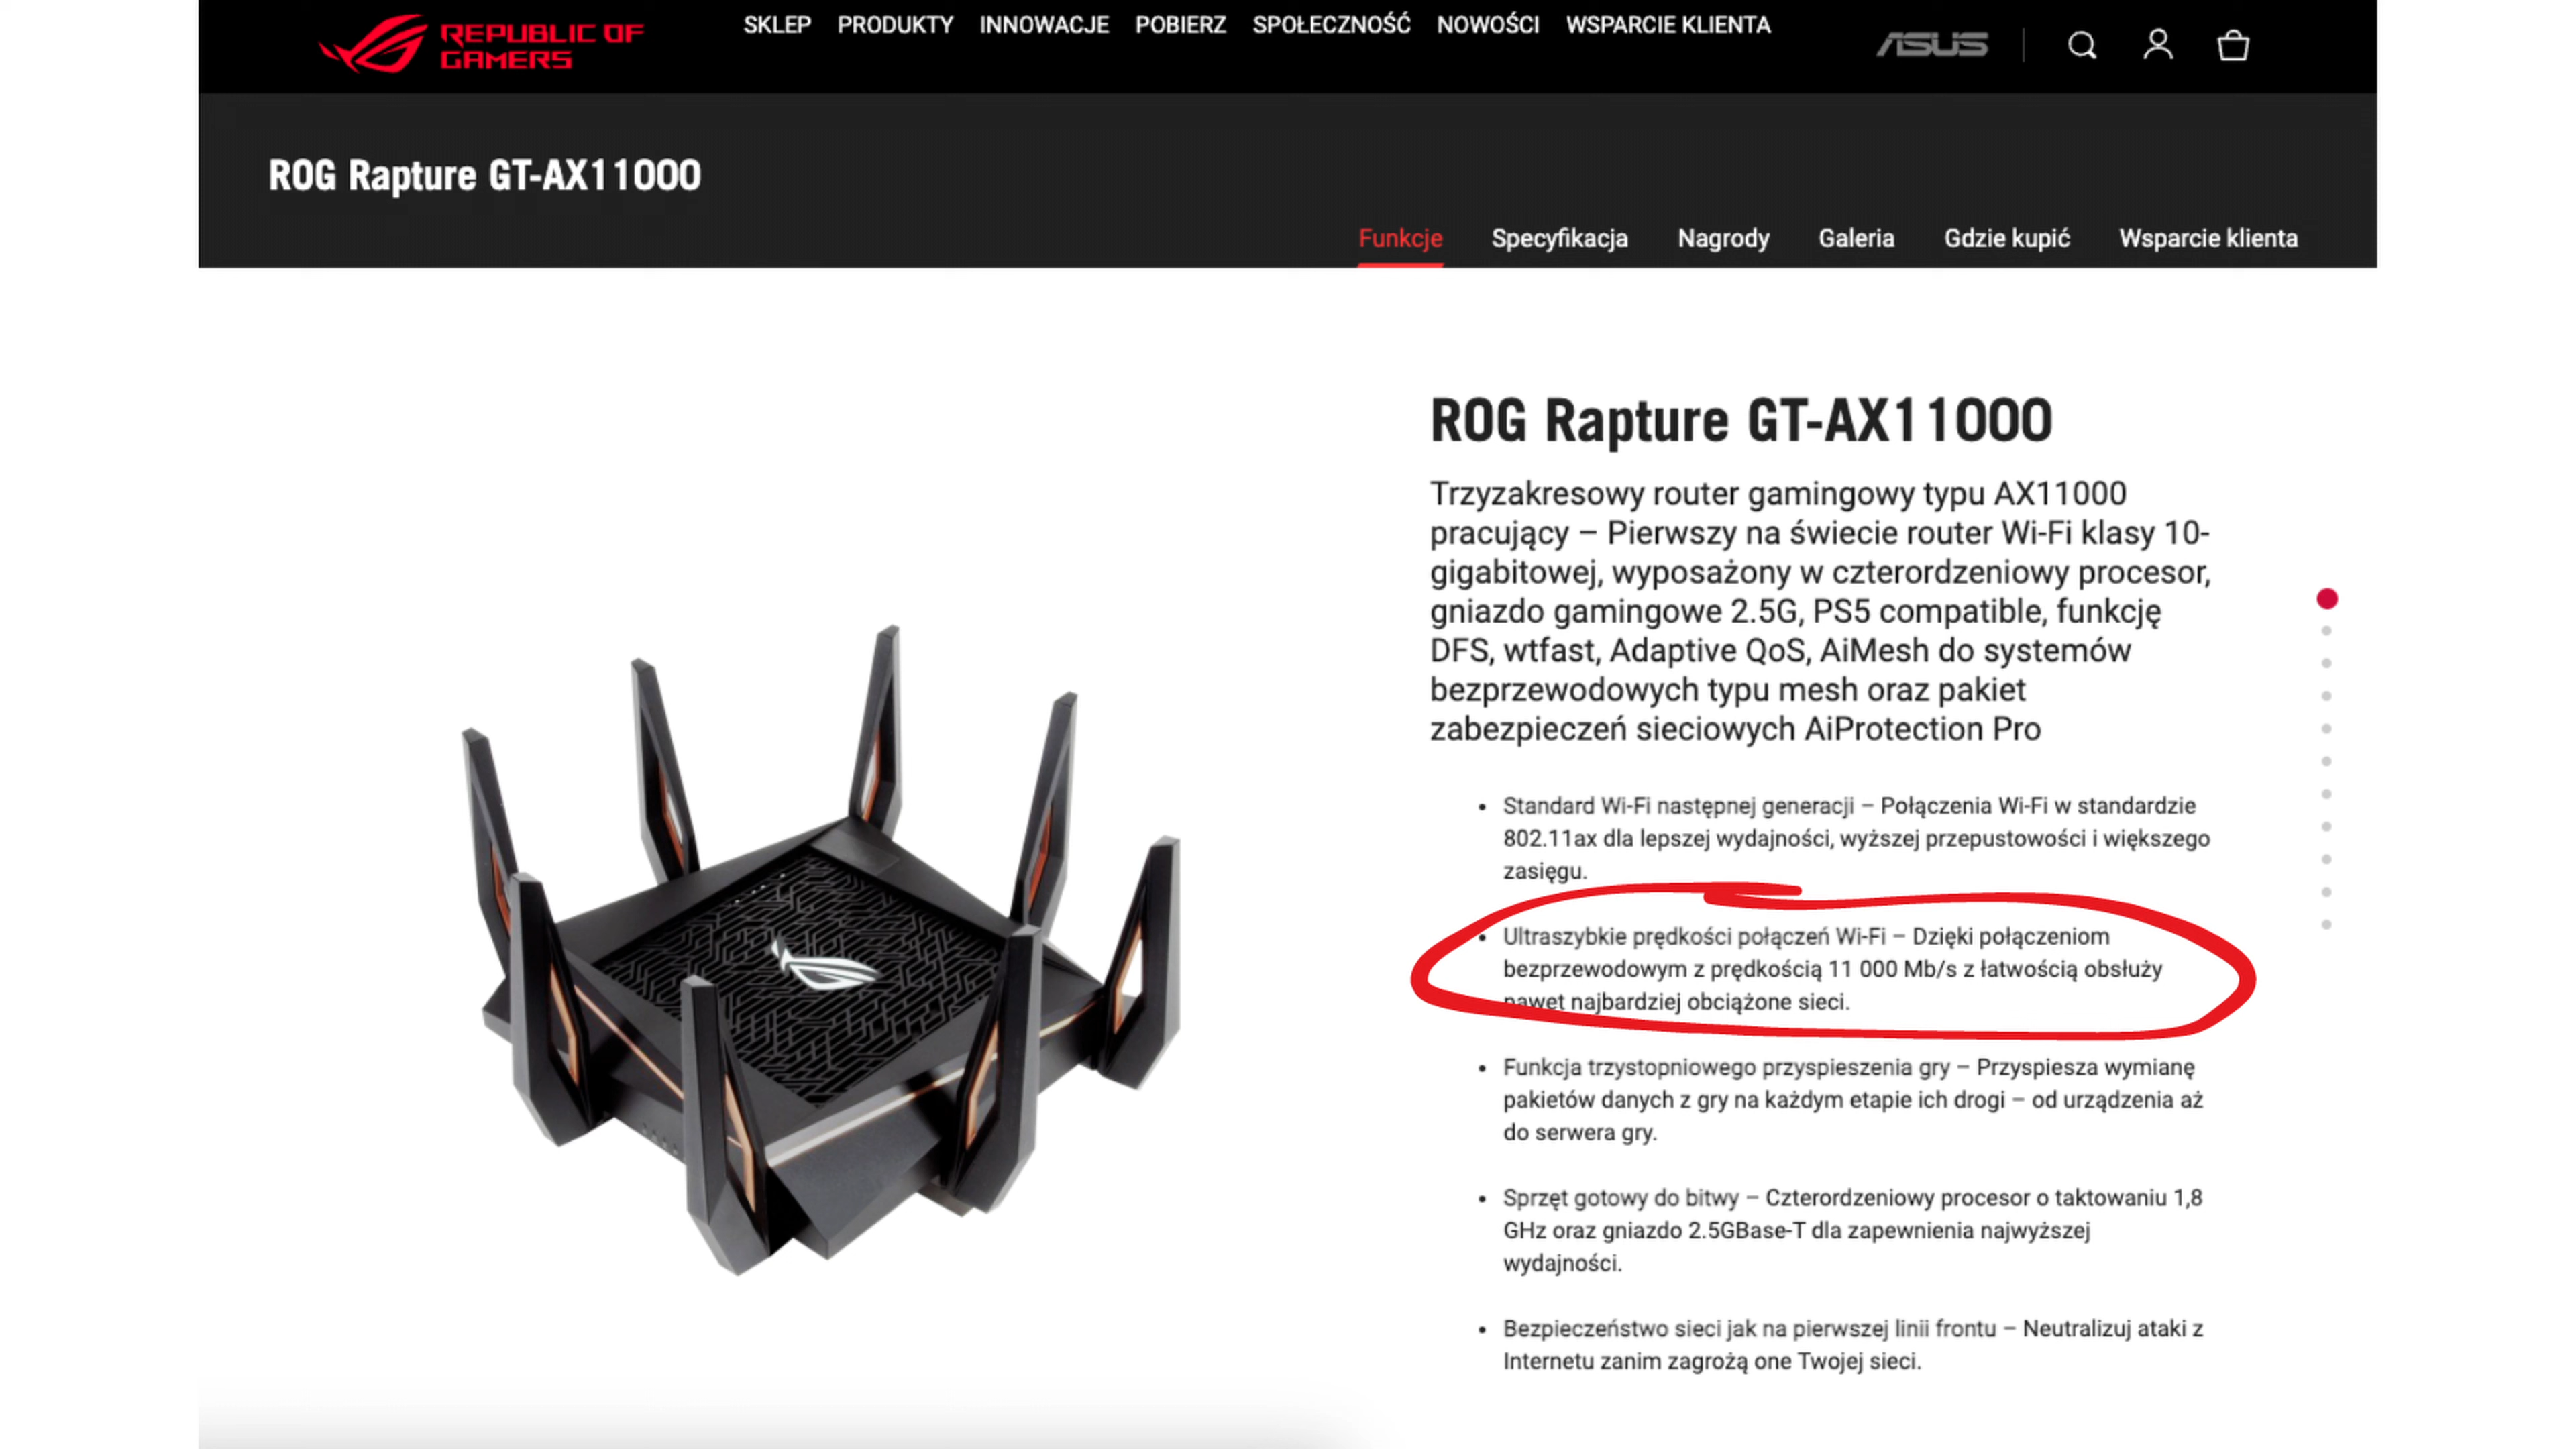 REPUBLIC OF
GAMERS
SKLEP PRODUKTY INNOWACJE POBIERZ SPOŁECZNOŚĆ NOWOŚCI WSPARCIE KLIENTA
ASUS
ROG Rapture GT-AX11000
Funkcje Specyfikacja Nagrody Galeria Gdzie kupić Wsparcie klienta
ROG Rapture GT-AX11000
Trzyzakresowy router gamingowy typu AX11000
pracujący – Pierwszy na świecie router Wi-Fi klasy 10-
gigabitowej, wyposażony w czterordzeniowy procesor,
gniazdo gamingowe 2.5G, PS5 compatible, funkcję
DFS, wtfast, Adaptive QoS, AiMesh do systemów
bezprzewodowych typu mesh oraz pakiet
zabezpieczeń sieciowych AiProtection Pro
• Standard Wi-Fi następnej generacji – Połączenia Wi-Fi w standardzie
802.11ax dla lepszej wydajności, wyższej przepustowości i większego
zasięgu.
• Ultraszybkie prędkości połączeń Wi-Fi – Dzięki połączeniom
bezprzewodowym z prędkością 11 000 Mb/s z łatwością obsłuży
nawet najbardziej obciążone sieci.
• Funkcja trzystopniowego przyspieszenia gry – Przyspiesza wymianę
pakietów danych z gry na każdym etapie ich drogi – od urządzenia aż
do serwera gry.
• Sprzęt gotowy do bitwy – Czterordzeniowy procesor o taktowaniu 1,8
GHz oraz gniazdo 2.5GBase-T dla zapewnienia najwyższej
wydajności.
• Bezpieczeństwo sieci jak na pierwszej linii frontu – Neutralizuj ataki z
Internetu zanim zagrożą one Twojej sieci.